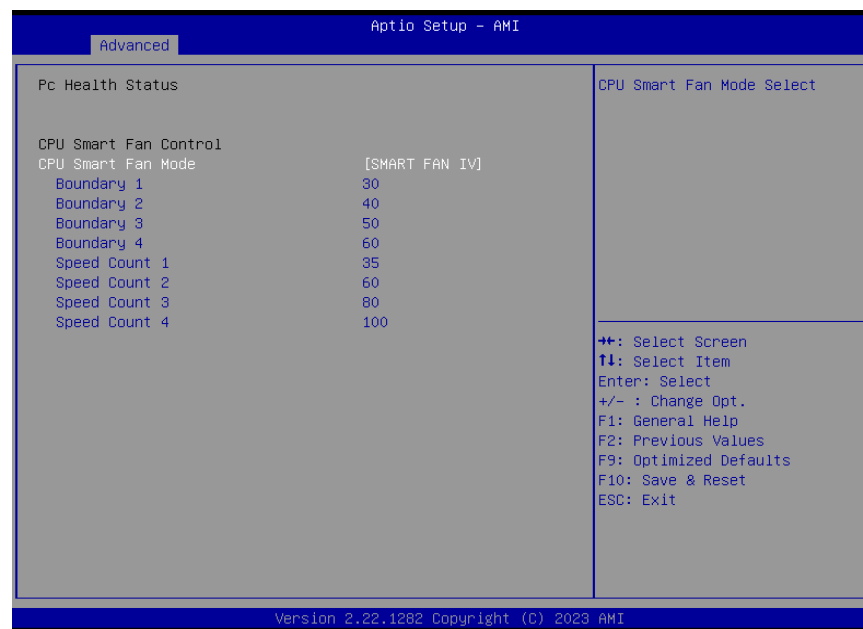 Aptio Setup – AMI
Advanced
Pc Health Status
CPU Smart Fan Control
CPU Smart Fan Mode [SMART FAN IV]
Boundary 1 30
Boundary 2 40
Boundary 3 50
Boundary 4 60
Speed Count 1 35
Speed Count 2 60
Speed Count 3 80
Speed Count 4 100
CPU Smart Fan Mode Select
→←: Select Screen
↑↓: Select Item
Enter: Select
+/- : Change Opt.
F1: General Help
F2: Previous Values
F9: Optimized Defaults
F10: Save & Reset
ESC: Exit
Version 2.22.1282 Copyright (C) 2023 AMI